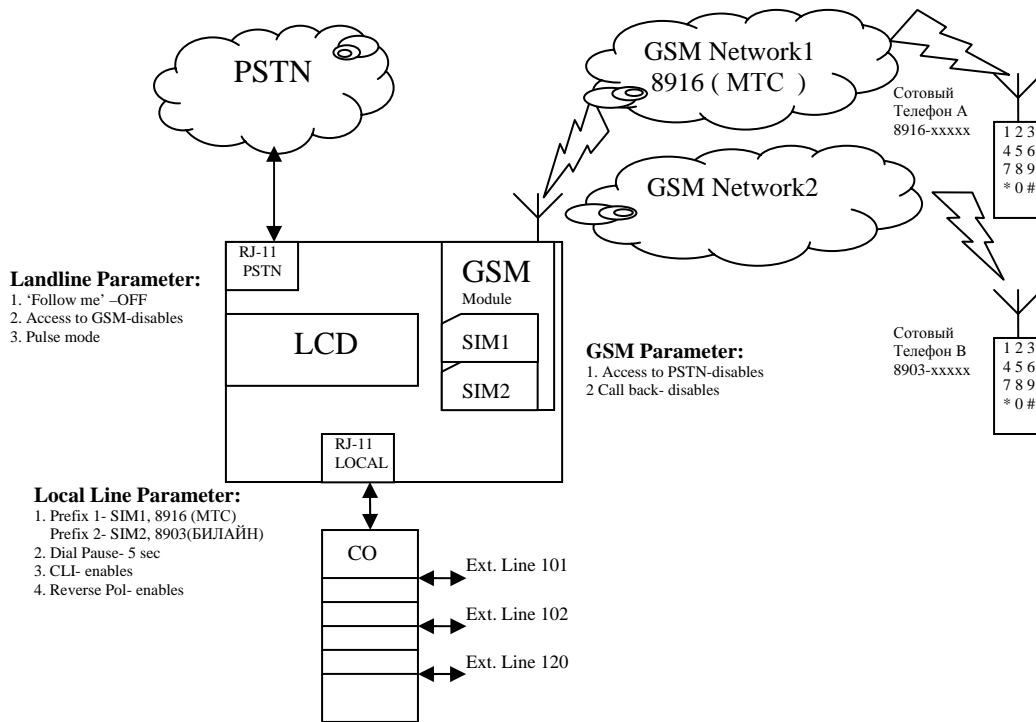 PSTN
GSM Network1
8916 ( МТС )
Сотовый
Телефон А
8916-xxxxx
1 2 3
4 5 6
7 8 9
* 0 #
GSM Network2
RJ-11
PSTN
GSM
Module
Landline Parameter:
1. ‘Follow me’ –OFF
2. Access to GSM-disables
3. Pulse mode
LCD
SIM1
SIM2
GSM Parameter:
1. Access to PSTN-disables
2 Call back- disables
Сотовый
Телефон В
8903-xxxxx
1 2 3
4 5 6
7 8 9
* 0 #
RJ-11
LOCAL
Local Line Parameter:
1. Prefix 1- SIM1, 8916 (МТС)
Prefix 2- SIM2, 8903(БИЛАЙН)
2. Dial Pause- 5 sec
3. CLI- enables
4. Reverse Pol- enables
CO
Ext. Line 101
Ext. Line 102
Ext. Line 120